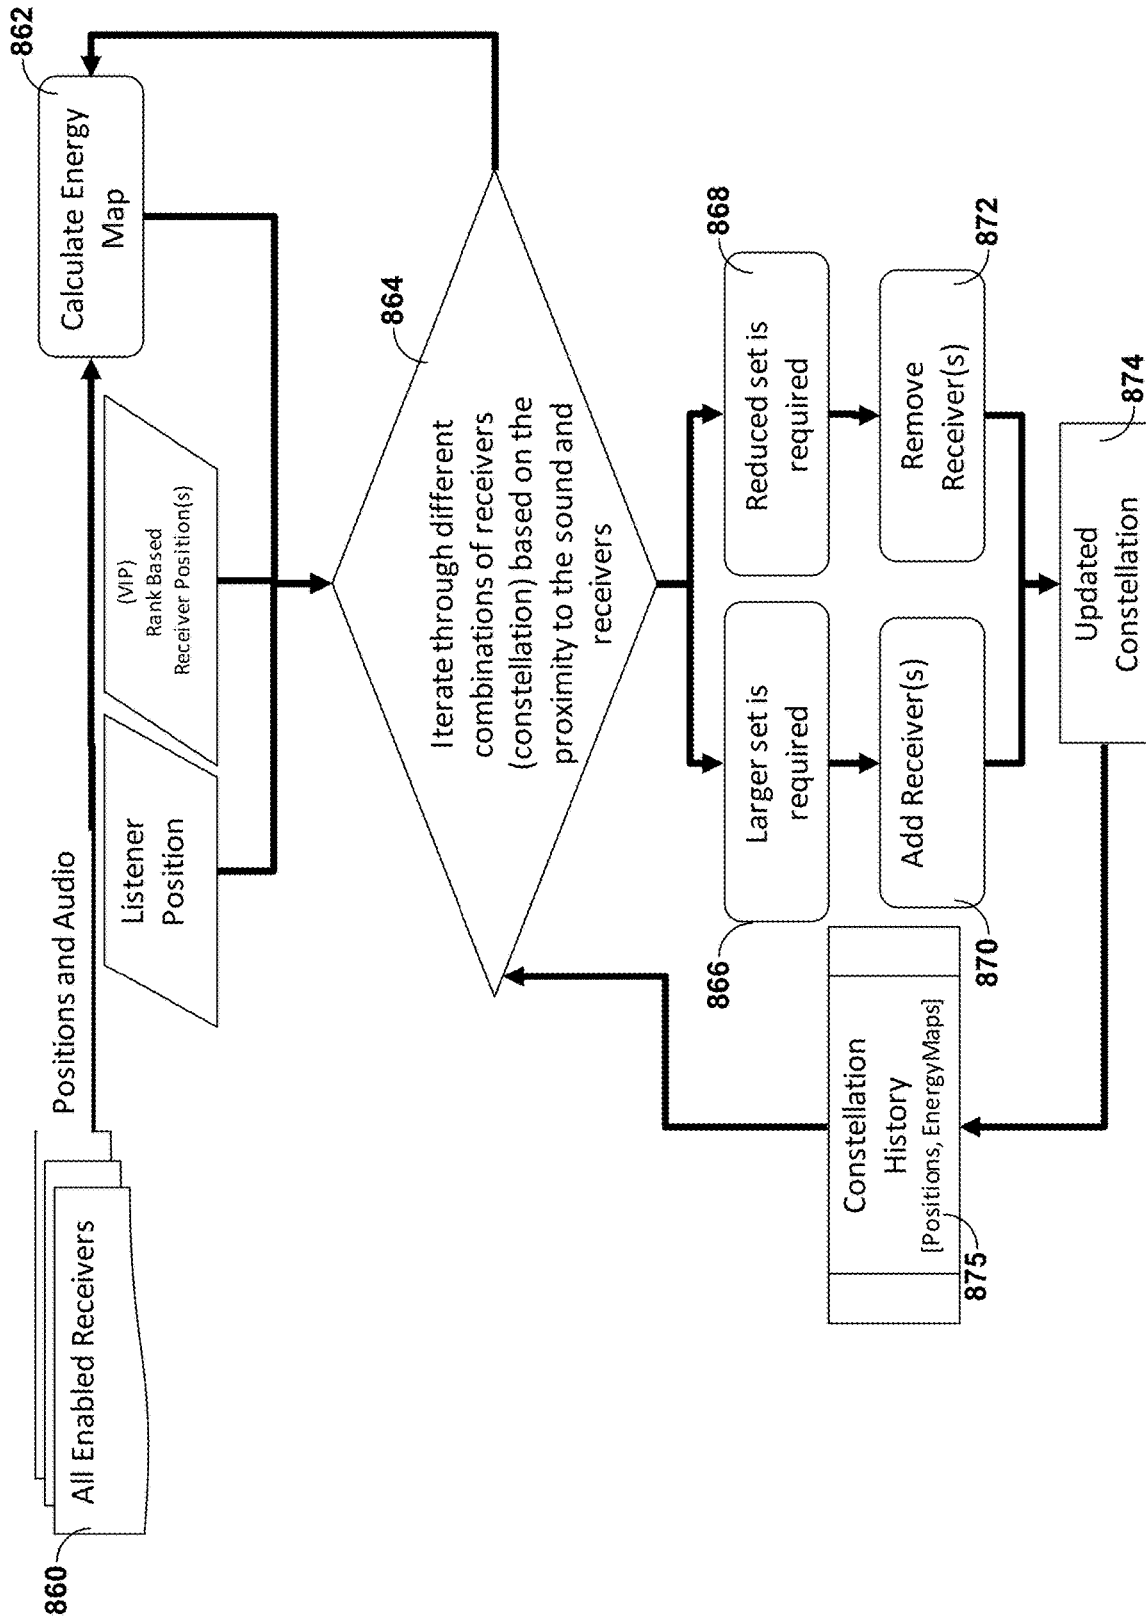 860
All Enabled Receivers
Positions and Audio
862
Calculate Energy
Map
Listener
Position
(VIP)
Rank Based
Receiver Position(s)
864
Iterate through different
combinations of receivers
(constellation) based on the
proximity to the sound and
receivers
866
Larger set is
required
868
Reduced set is
required
870
Add Receiver(s)
872
Remove
Receiver(s)
Constellation
History
[Positions, EnergyMaps]
875
874
Updated
Constellation